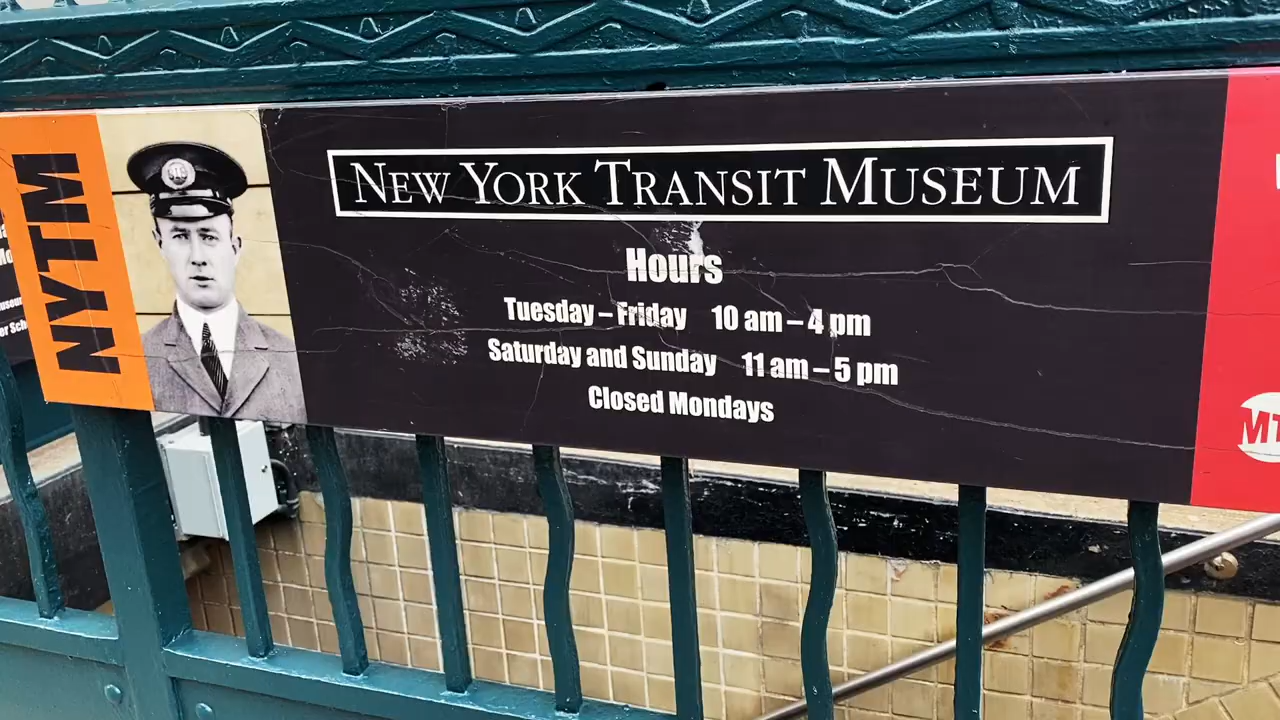 NYTM
NEW YORK TRANSIT MUSEUM
Hours
Tuesday – Friday 10 am – 4 pm
Saturday and Sunday 11 am – 5 pm
Closed Mondays